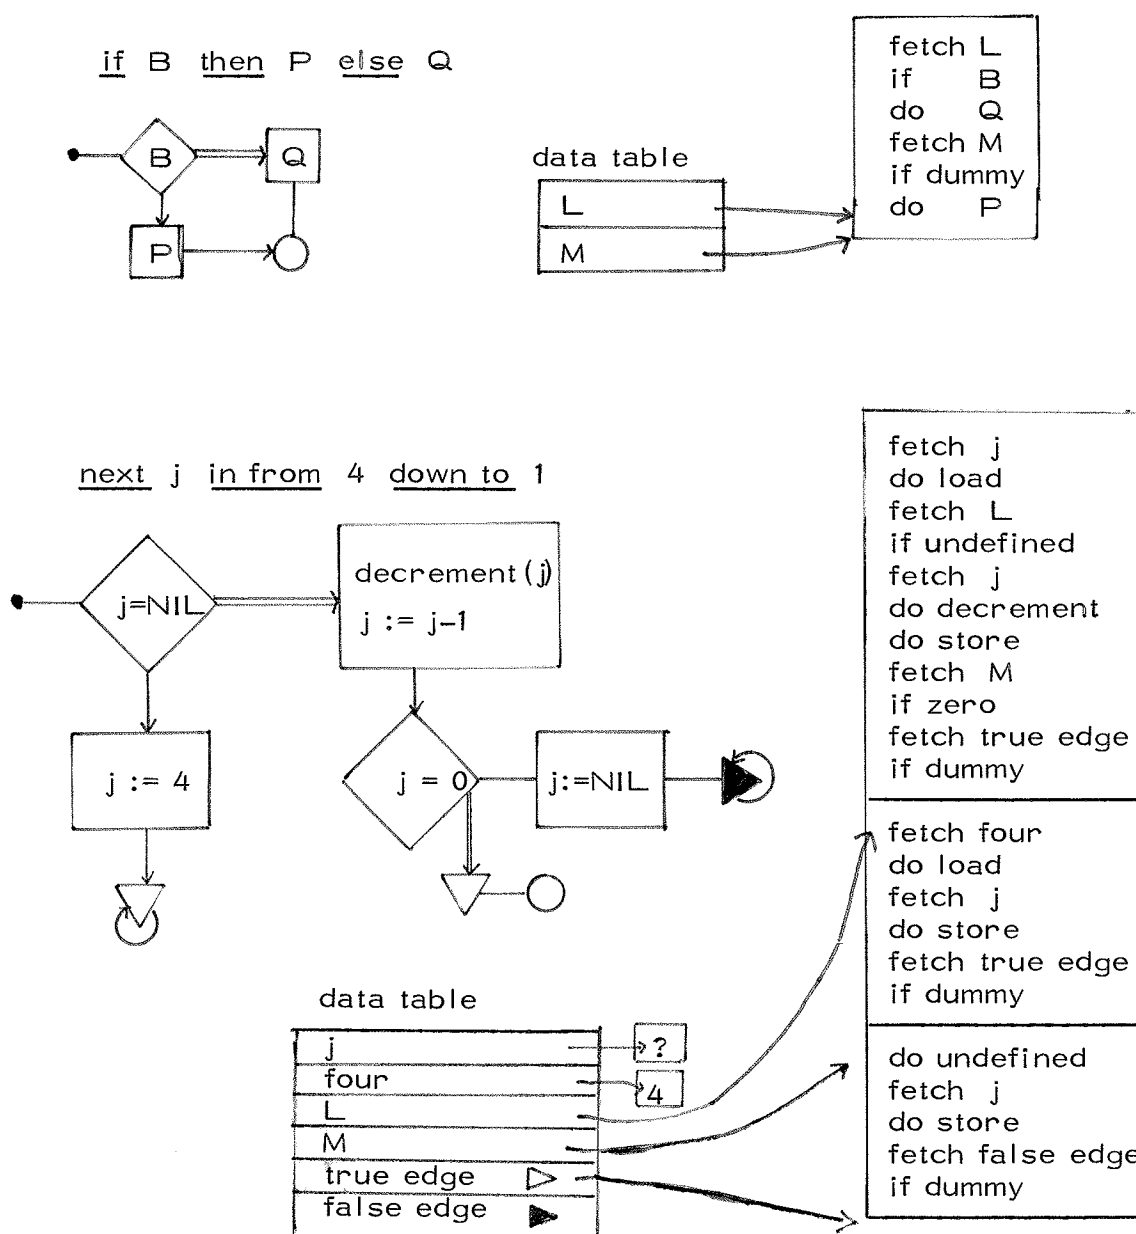 if B then P else Q
B
Q
P
data table
L
M
fetch L
if B
do Q
fetch M
if dummy
do P
next j in from 4 down to 1
j=NIL
decrement(j)
j := j-1
j := 4
j = 0
j:=NIL
data table
j ?
four 4
L
M
true edge
false edge
fetch j
do load
fetch L
if undefined
fetch j
do decrement
do store
fetch M
if zero
fetch true edge
if dummy
fetch four
do load
fetch j
do store
fetch true edge
if dummy
do undefined
fetch j
do store
fetch false edge
if dummy